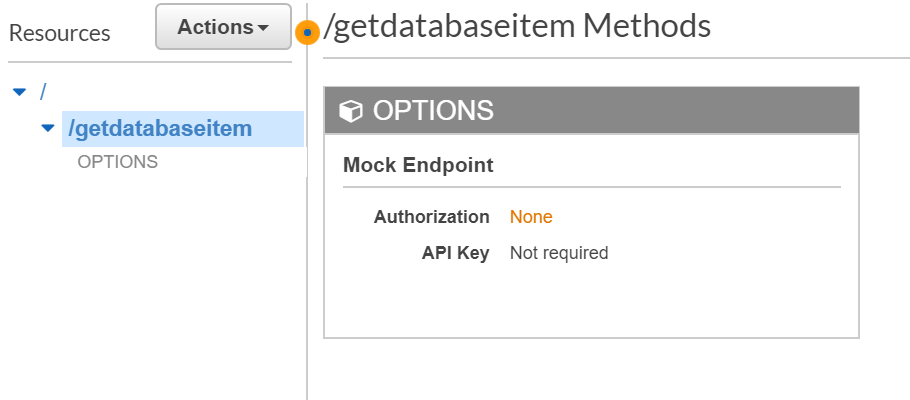 Resources
Actions
/getdatabaseitem Methods
/
/getdatabaseitem
OPTIONS
OPTIONS
Mock Endpoint
Authorization None
API Key Not required